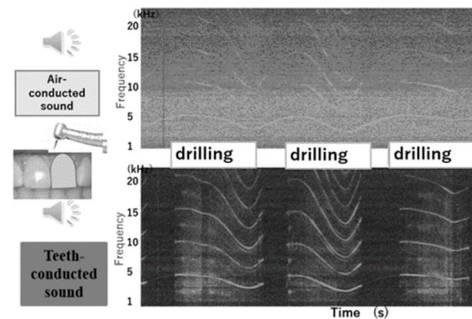 Air-
conducted
sound
Teeth-
conducted
sound
(kHz)
Frequency
20
15
10
5
1
drilling
drilling
drilling
(kHz)
Frequency
20
15
10
5
1
Time (s)